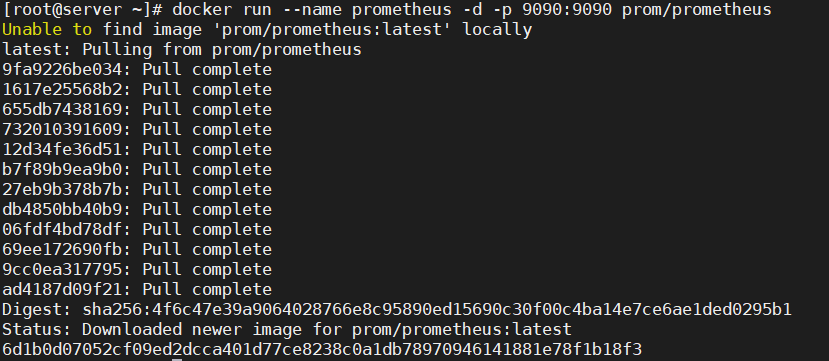 [root@server ~]# docker run --name prometheus -d -p 9090:9090 prom/prometheus
Unable to find image 'prom/prometheus:latest' locally
latest: Pulling from prom/prometheus
9fa9226be034: Pull complete
1617e25568b2: Pull complete
655db7438169: Pull complete
732010391609: Pull complete
12d34fe36d51: Pull complete
b7f89b9ea9b0: Pull complete
27eb9b378b7b: Pull complete
db4850bb40b9: Pull complete
06fdf4bd78df: Pull complete
69ee172690fb: Pull complete
9cc0ea317795: Pull complete
ad4187d09f21: Pull complete
Digest: sha256:4f6c47e39a9064028766e8c95890ed15690c30f00c4ba14e7ce6ae1ded0295b1
Status: Downloaded newer image for prom/prometheus:latest
6d1b0d07052cf09ed2dcca401d77ce8238c0a1db78970946141881e78f1b18f3